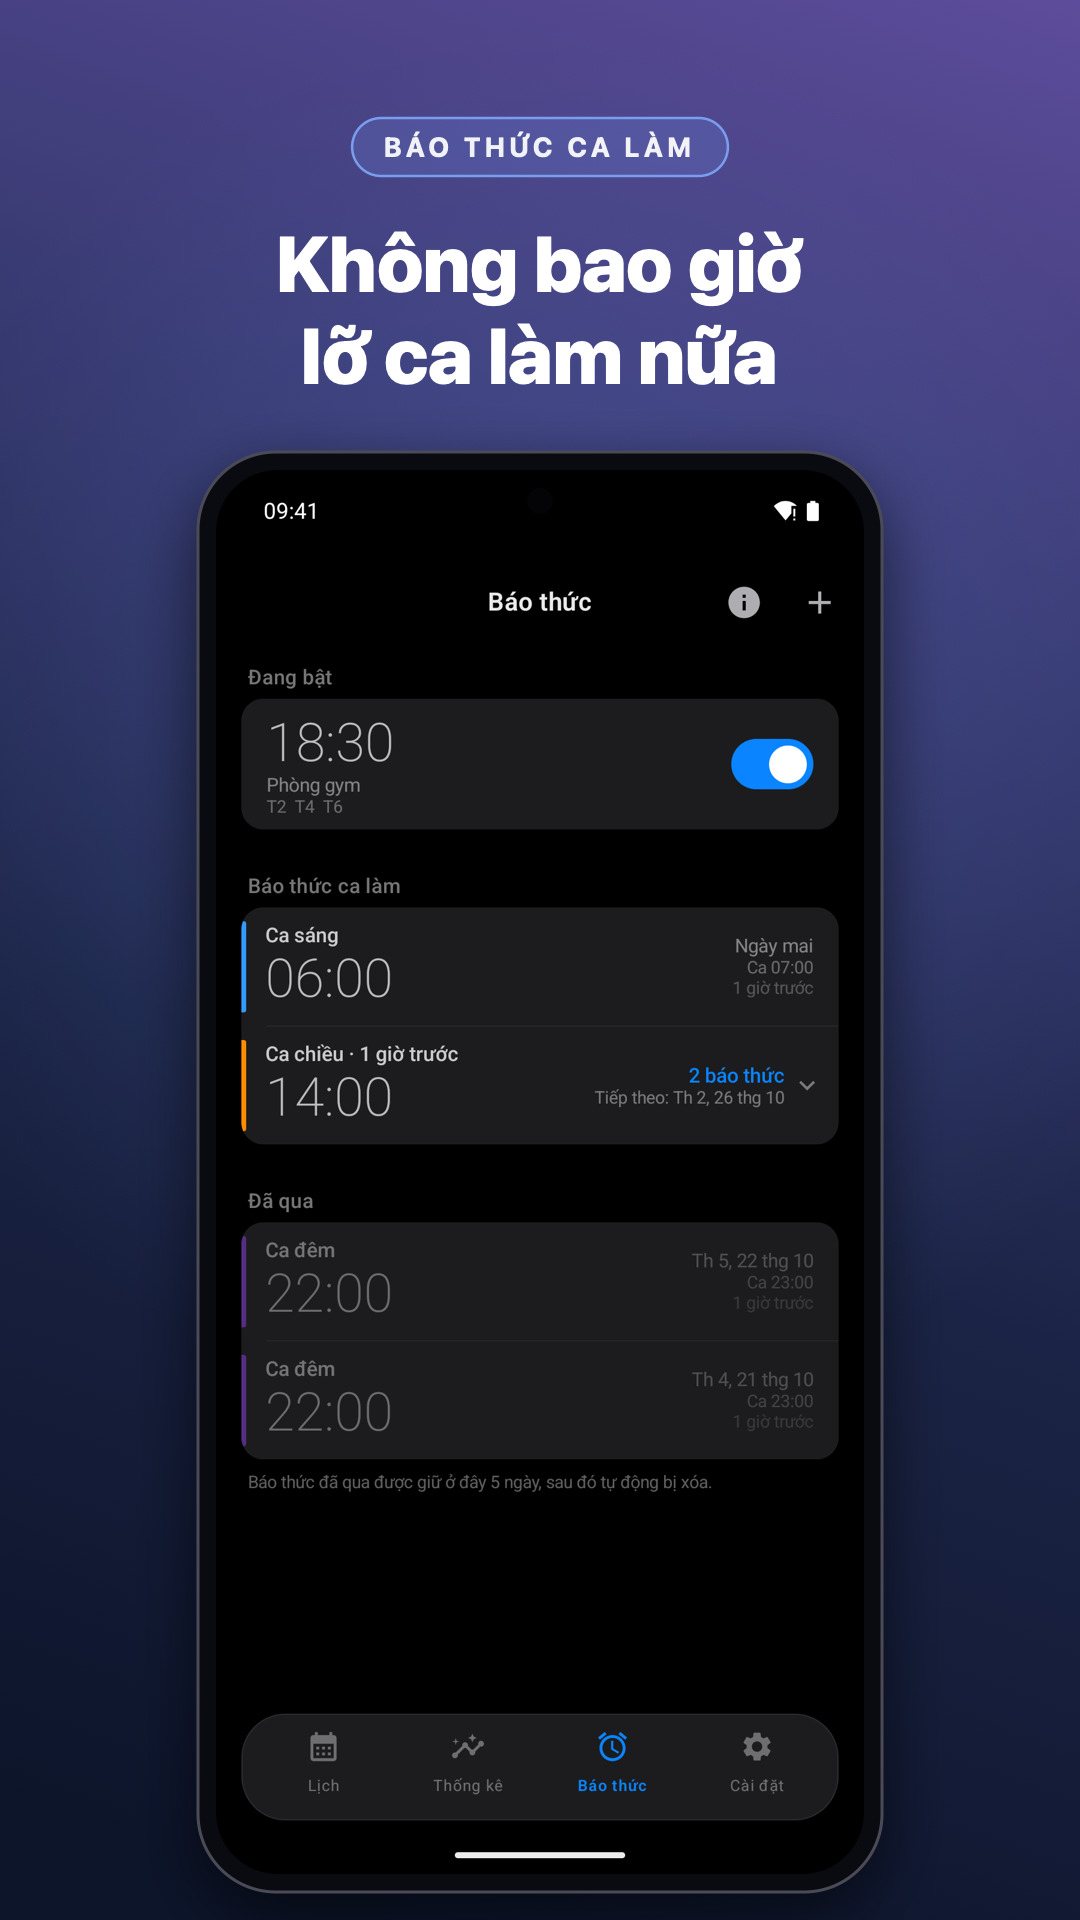 BÁO THỨC CA LÀM
Không bao giờ
lỡ ca làm nữa
09:41
Báo thức
Đang bật
18:30
Phòng gym
T2 T4 T6
Báo thức ca làm
Ca sáng
06:00
Ngày mai
Ca 07:00
1 giờ trước
Ca chiều · 1 giờ trước
14:00
2 báo thức
Tiếp theo: Th 2, 26 thg 10
Đã qua
Ca đêm
22:00
Th 5, 22 thg 10
Ca 23:00
1 giờ trước
Ca đêm
22:00
Th 4, 21 thg 10
Ca 23:00
1 giờ trước
Báo thức đã qua được giữ ở đây 5 ngày, sau đó tự động bị xóa.
Lịch
Thống kê
Báo thức
Cài đặt